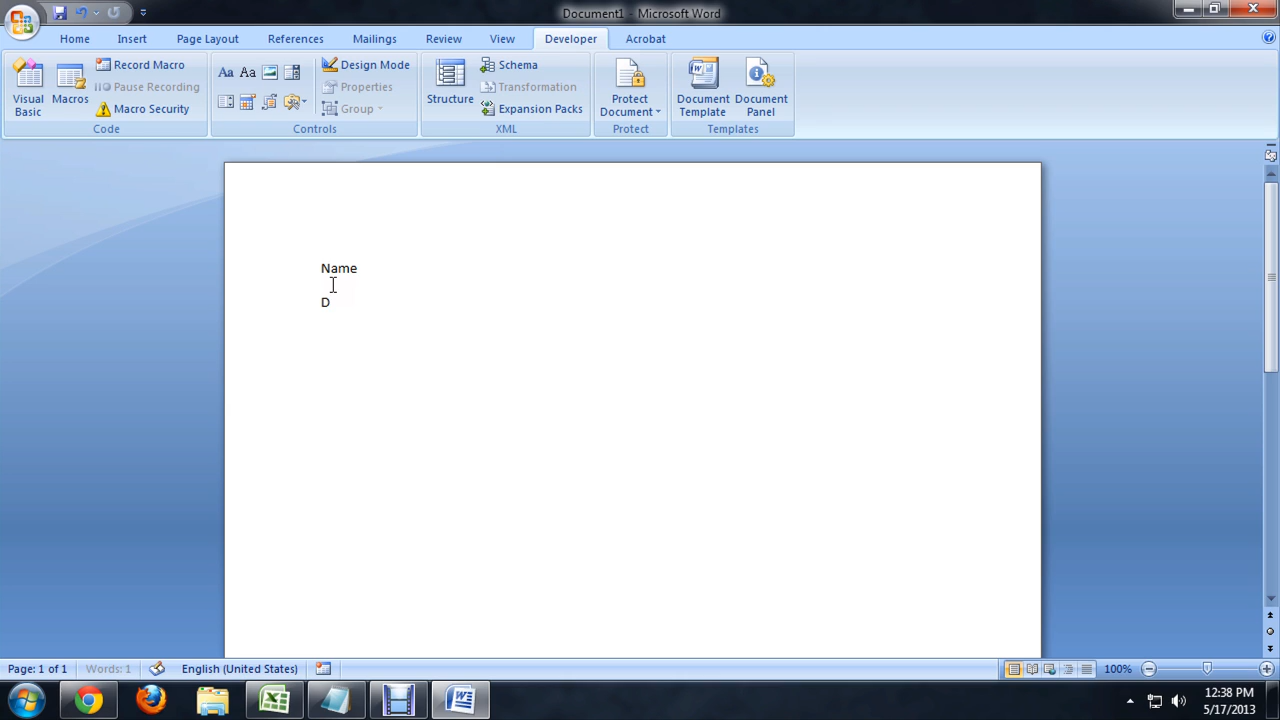 Document1 - Microsoft Word
Home Insert Page Layout References Mailings Review View Developer Acrobat
Visual Basic
Macros
Record Macro
Pause Recording
Macro Security
Code
Aa Aa
Design Mode
Properties
Group
Controls
Structure
Schema
Transformation
Expansion Packs
XML
Protect Document
Protect
Document Template
Document Panel
Templates
Name
D
Page: 1 of 1 Words: 1 English (United States) 100%
12:38 PM
5/17/2013